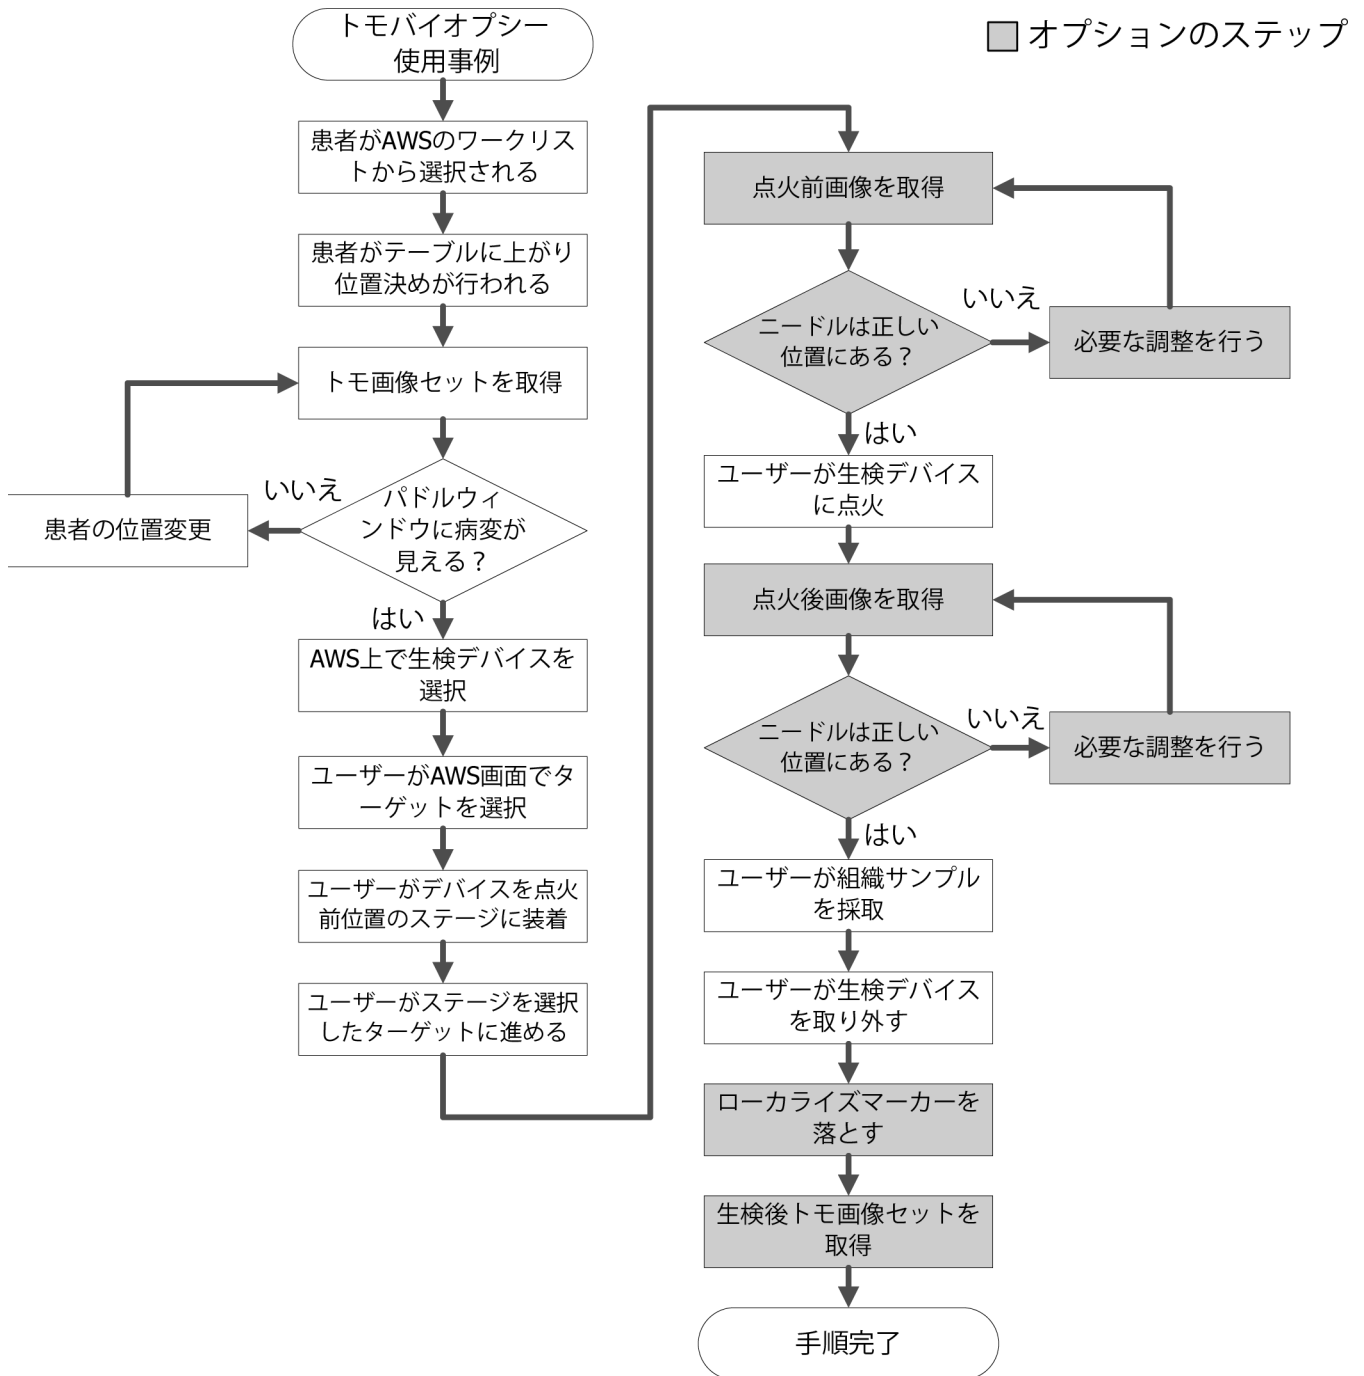 トモバイオプシー
使用事例
オプションのステップ
患者がAWSのワークリス
トから選択される
患者がテーブルに上がり
位置決めが行われる
トモ画像セットを取得
パドルウィ
ンドウに病変が
見える？
いいえ
患者の位置変更
はい
AWS上で生検デバイスを
選択
ユーザーがAWS画面でタ
ーゲットを選択
ユーザーがデバイスを点火
前位置のステージに装着
ユーザーがステージを選択
したターゲットに進める
点火前画像を取得
ニードルは正しい
位置にある？
いいえ
必要な調整を行う
はい
ユーザーが生検デバイス
に点火
点火後画像を取得
ニードルは正しい
位置にある？
いいえ
必要な調整を行う
はい
ユーザーが組織サンプル
を採取
ユーザーが生検デバイス
を取り外す
ローカライズマーカーを
落とす
生検後トモ画像セットを
取得
手順完了